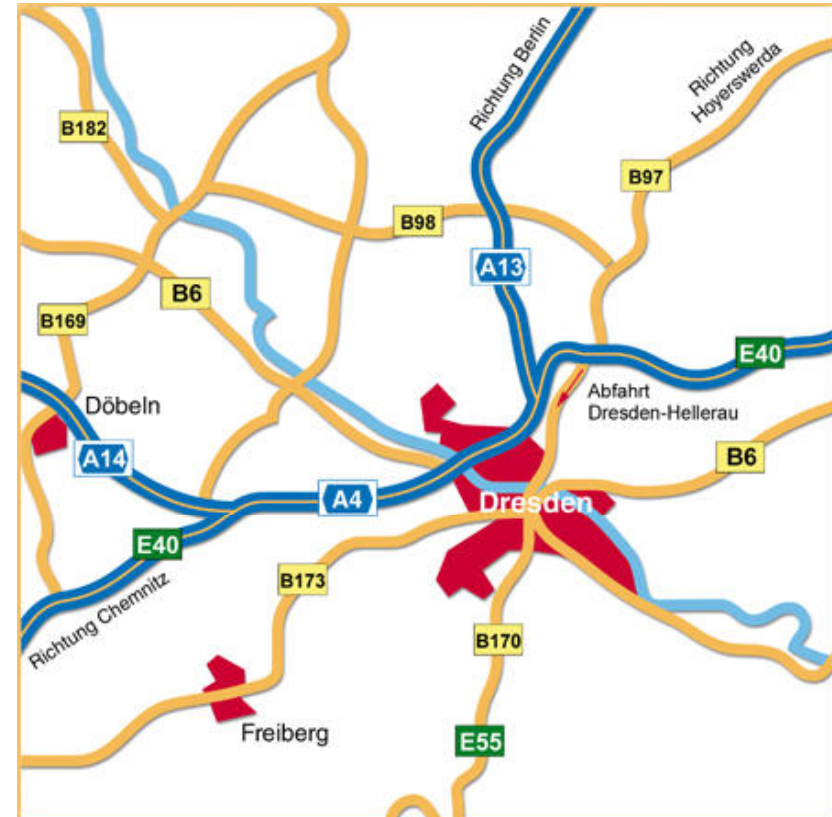 Richtung Berlin
Richtung
Hoyerswerda
B182
B97
B98
A13
B6
B169
E40
Abfahrt
Dresden-Hellerau
Döbeln
A14
B6
A4
Dresden
E40
B173
Richtung Chemnitz
B170
Freiberg
E55